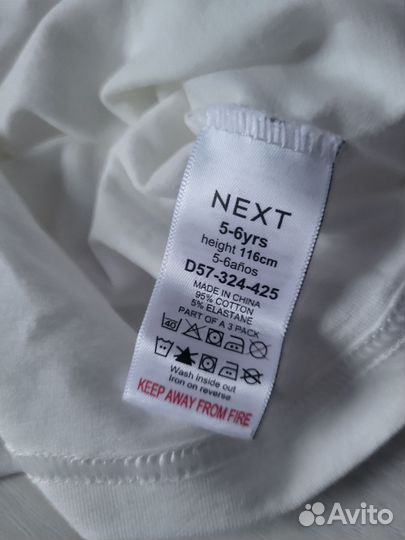 NEXT
5-6yrs
height 116cm
5-6años
D57-324-425
MADE IN CHINA
95% COTTON
5% ELASTANE
PART OF A 3 PACK
40
Wash inside out
Iron on reverse
KEEP AWAY FROM FIRE
Avito